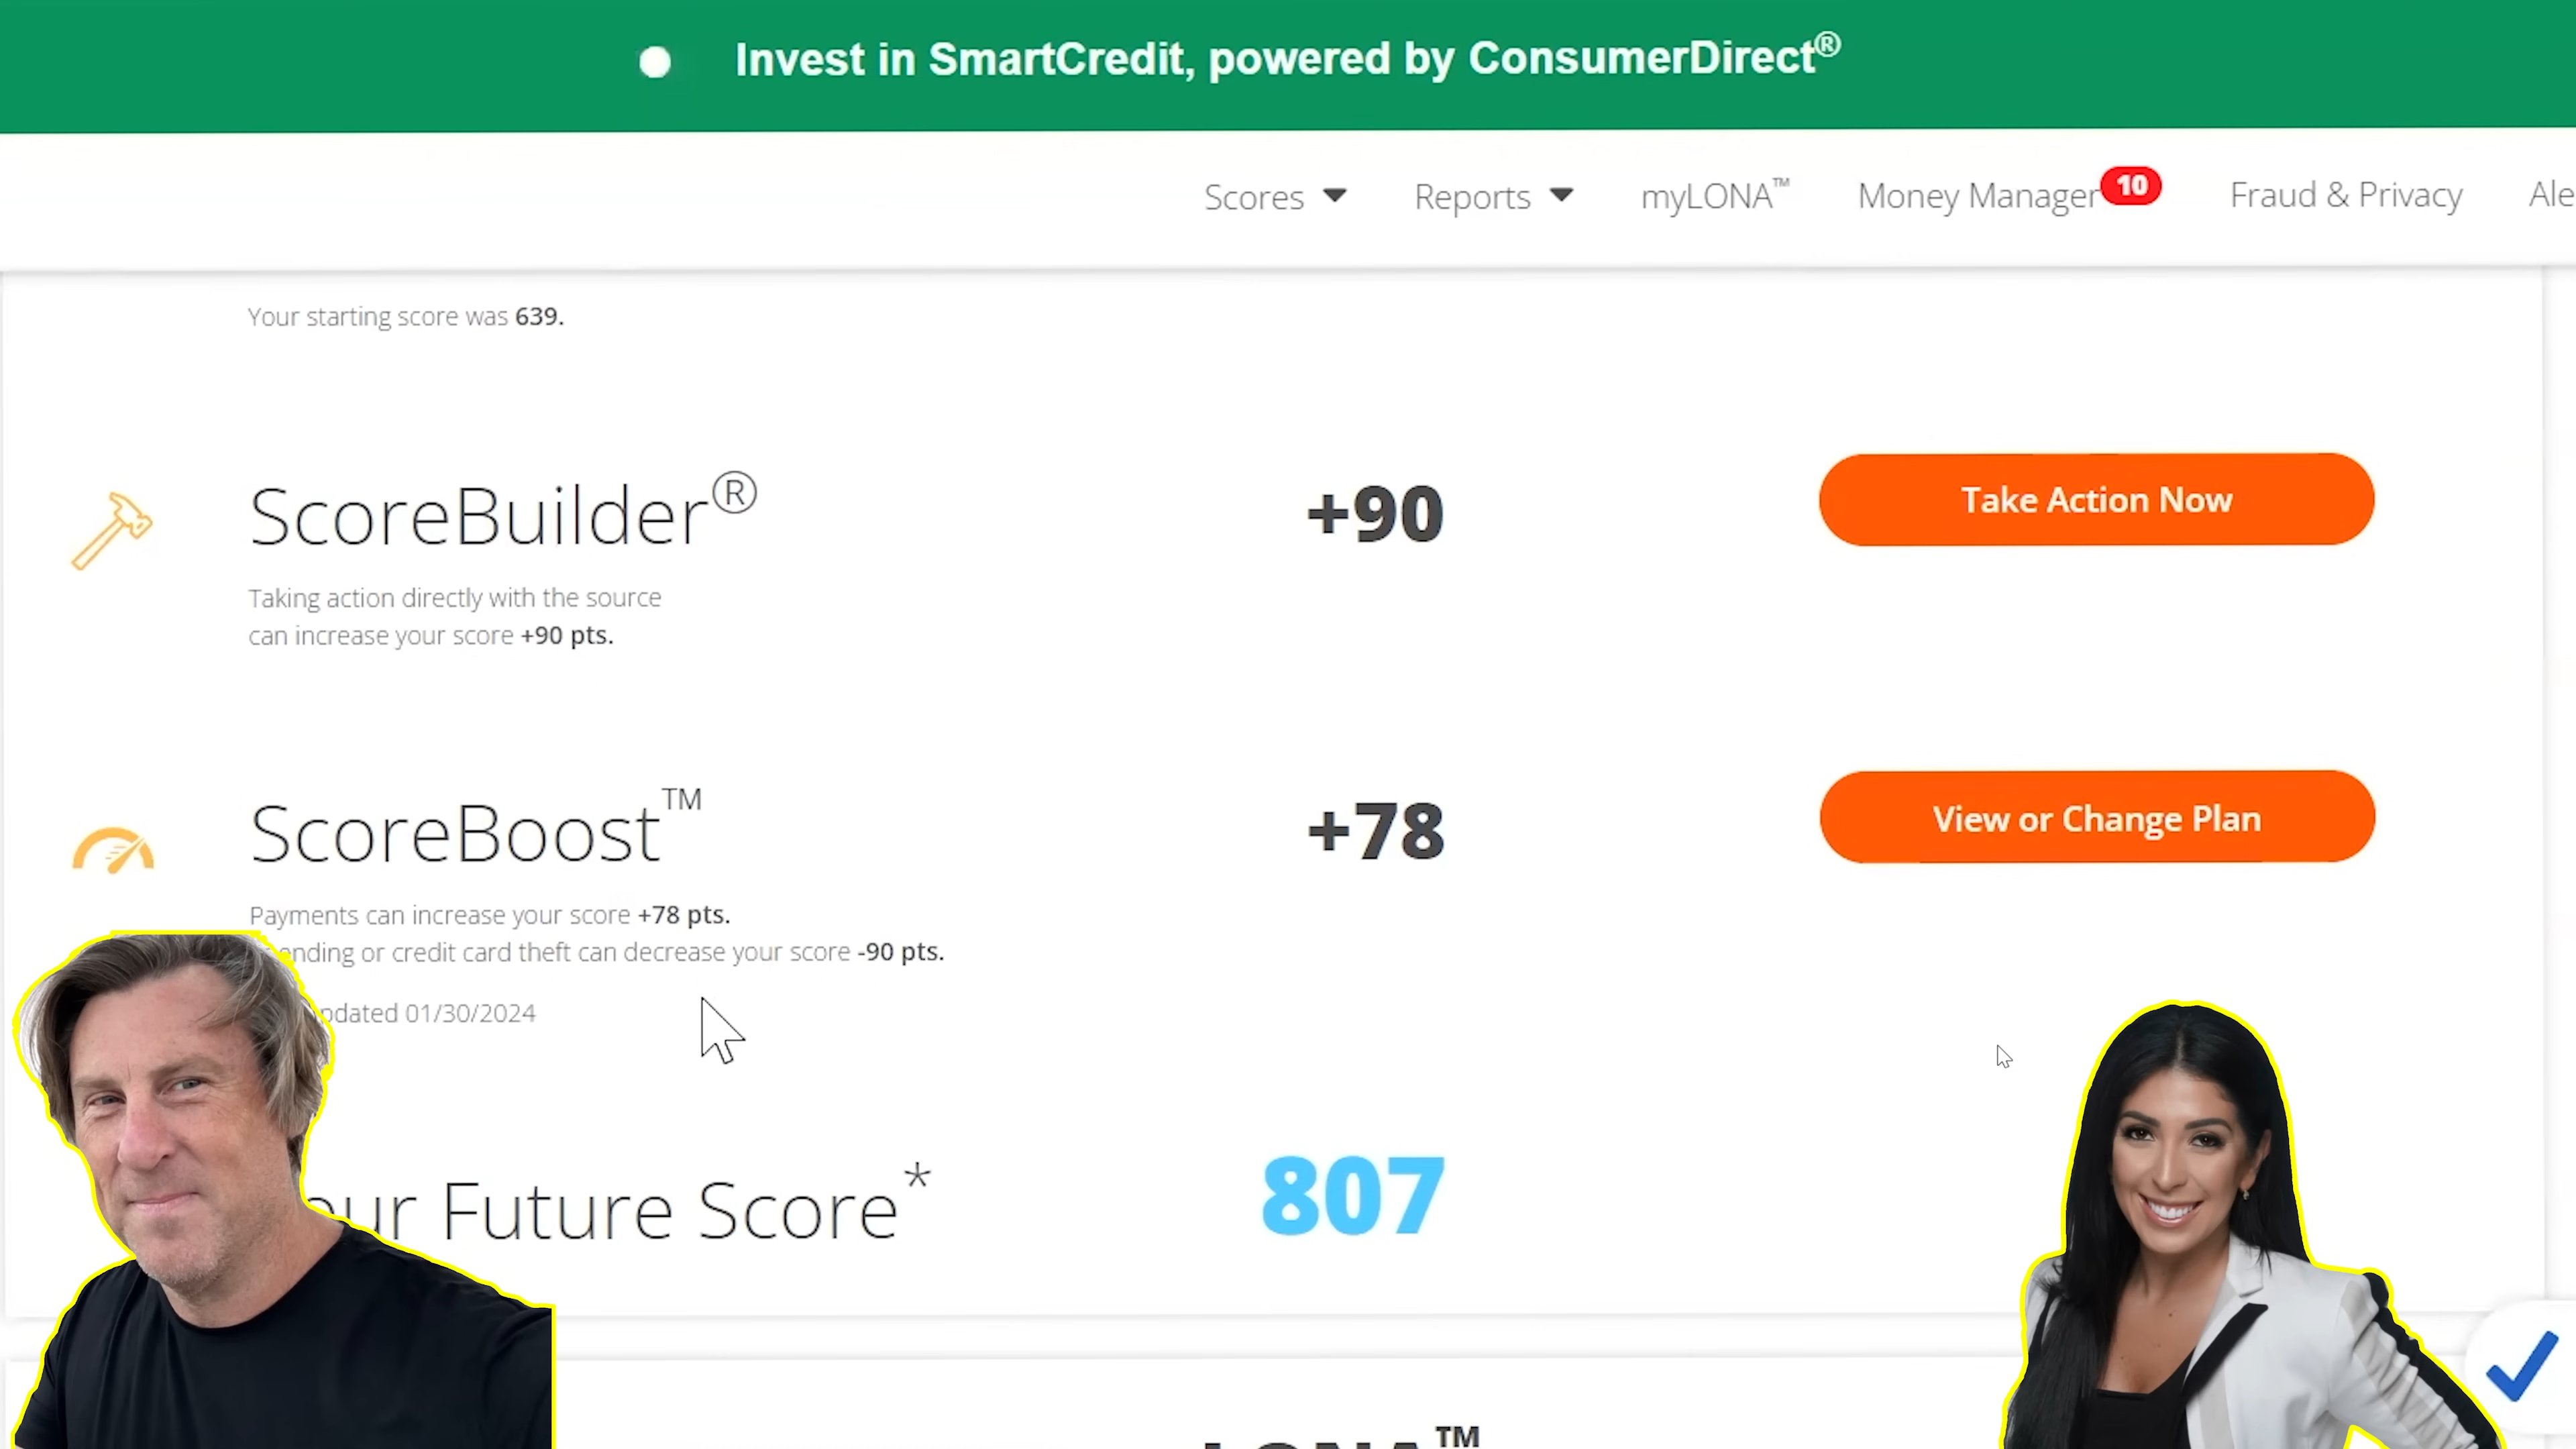 Invest in SmartCredit, powered by ConsumerDirect®
Scores Reports myLONA™ Money Manager 10 Fraud & Privacy
Your starting score was 639.
ScoreBuilder® +90 Take Action Now
Taking action directly with the source
can increase your score +90 pts.
ScoreBoost™ +78 View or Change Plan
Payments can increase your score +78 pts.
or credit card theft can decrease your score -90 pts.
01/30/2024
Future Score* 807